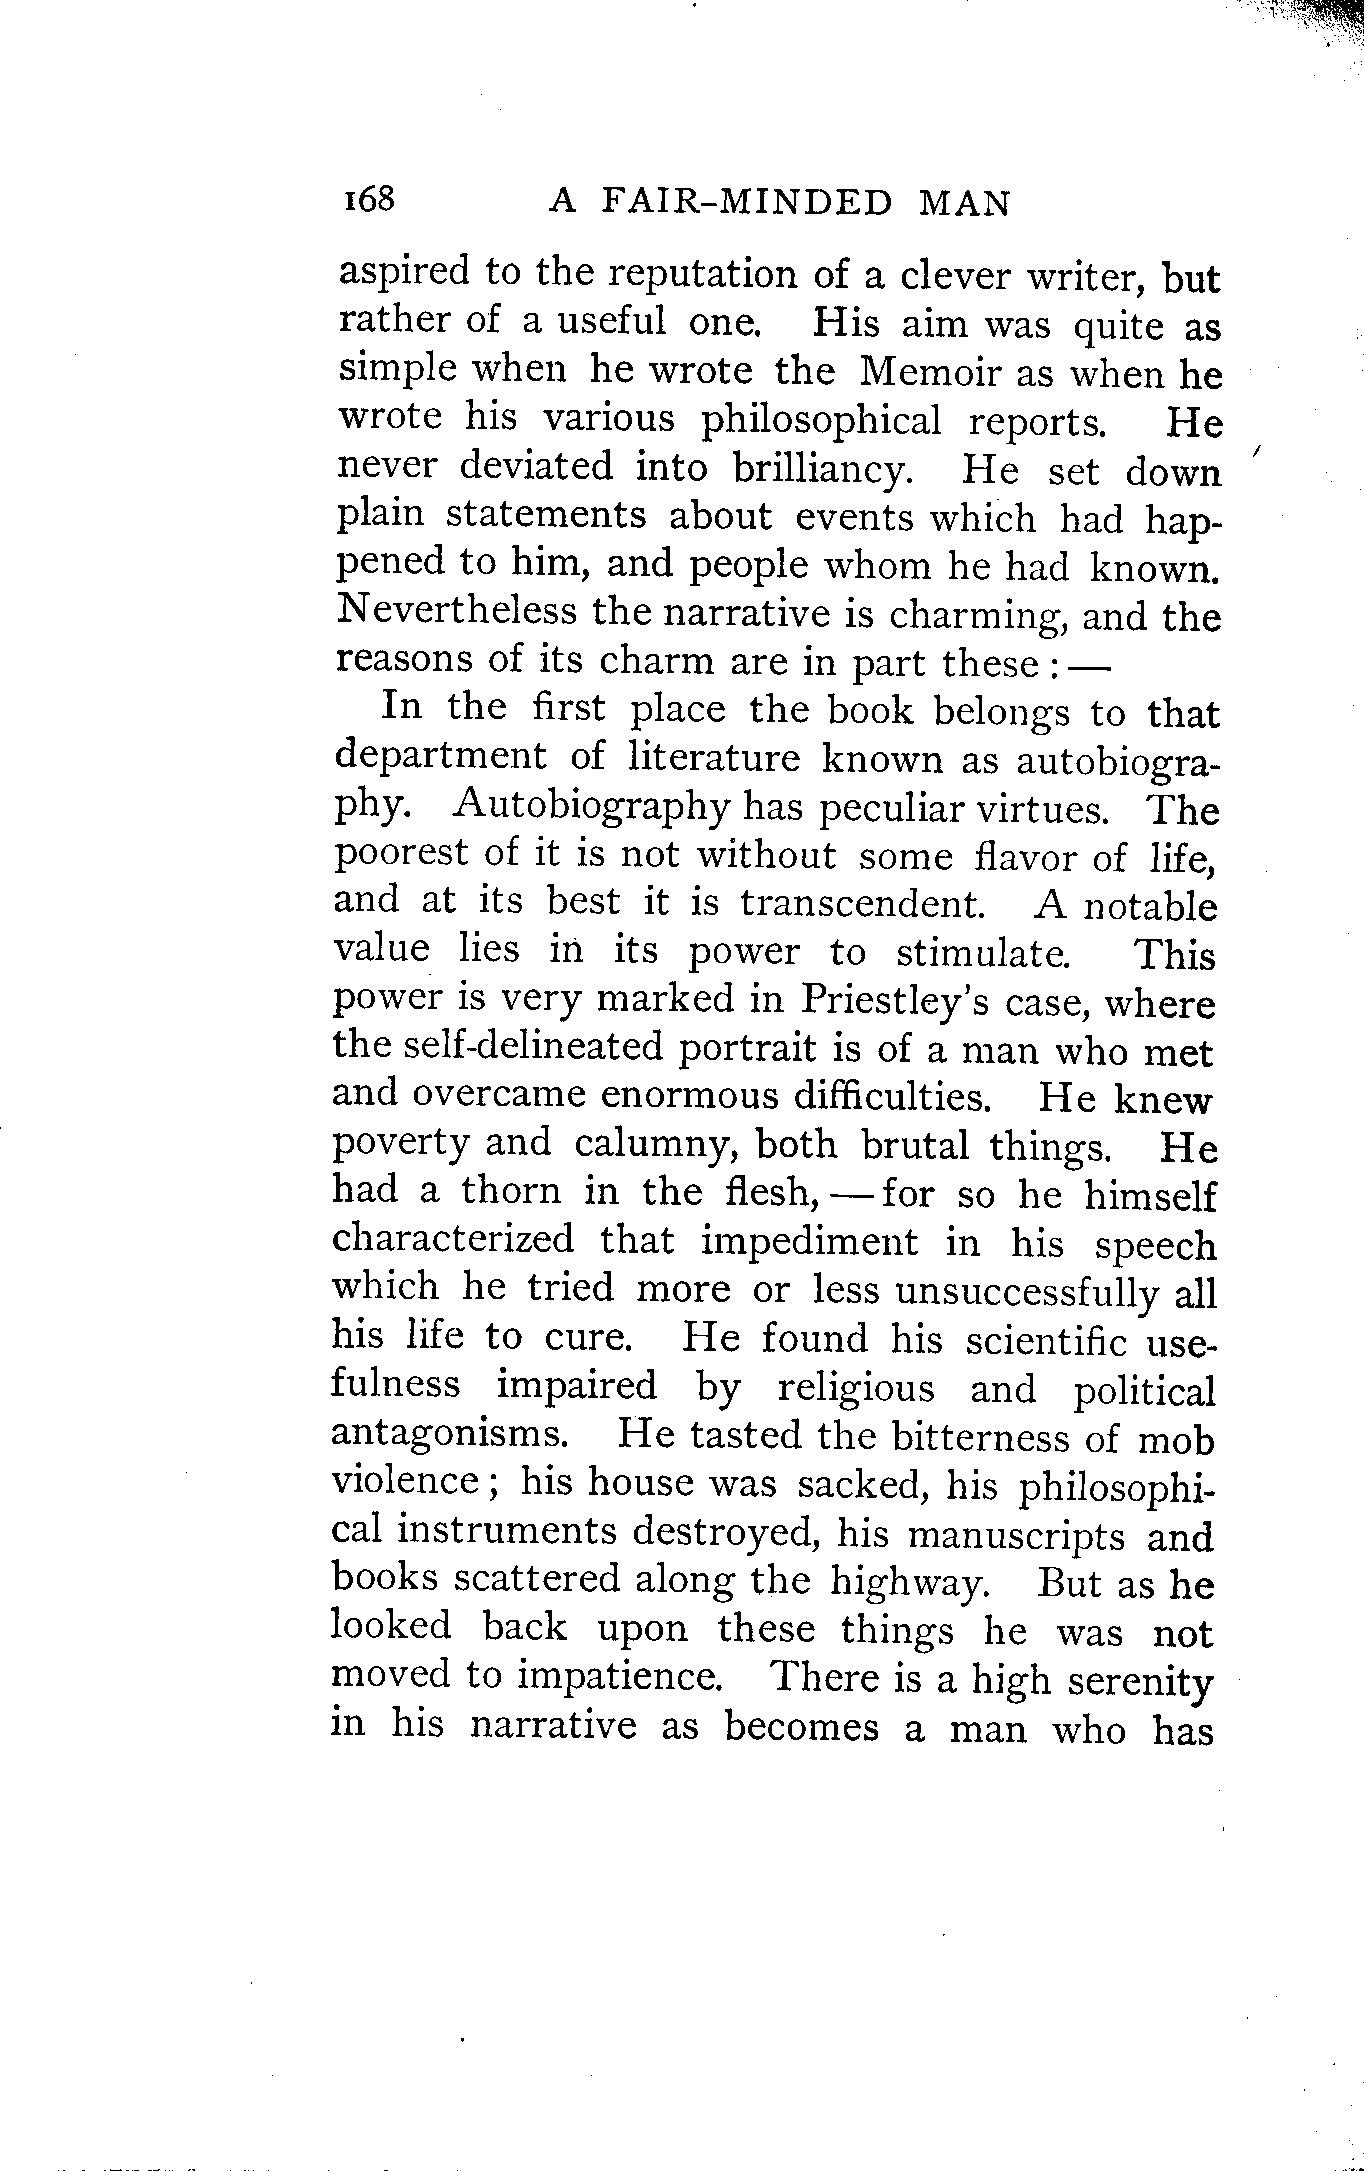 168 A FAIR-MINDED MAN
aspired to the reputation of a clever writer, but
rather of a useful one. His aim was quite as
simple when he wrote the Memoir as when he
wrote his various philosophical reports. He
never deviated into brilliancy. He set down
plain statements about events which had hap-
pened to him, and people whom he had known.
Nevertheless the narrative is charming, and the
reasons of its charm are in part these : —
In the first place the book belongs to that
department of literature known as autobiogra-
phy. Autobiography has peculiar virtues. The
poorest of it is not without some flavor of life,
and at its best it is transcendent. A notable
value lies in its power to stimulate. This
power is very marked in Priestley's case, where
the self-delineated portrait is of a man who met
and overcame enormous difficulties. He knew
poverty and calumny, both brutal things. He
had a thorn in the flesh, — for so he himself
characterized that impediment in his speech
which he tried more or less unsuccessfully all
his life to cure. He found his scientific use-
fulness impaired by religious and political
antagonisms. He tasted the bitterness of mob
violence ; his house was sacked, his philosophi-
cal instruments destroyed, his manuscripts and
books scattered along the highway. But as he
looked back upon these things he was not
moved to impatience. There is a high serenity
in his narrative as becomes a man who has